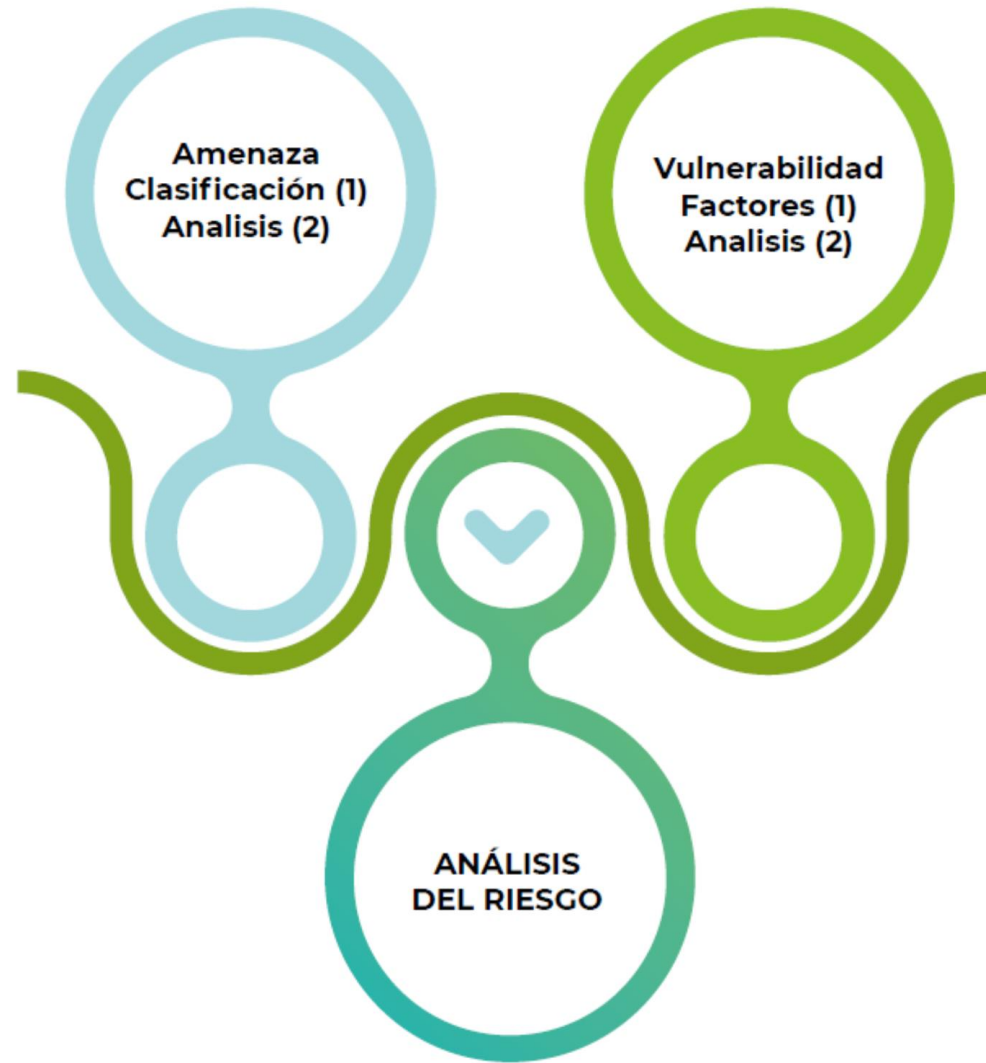 Amenaza
Clasificación (1)
Analisis (2)
Vulnerabilidad
Factores (1)
Analisis (2)
ANÁLISIS
DEL RIESGO